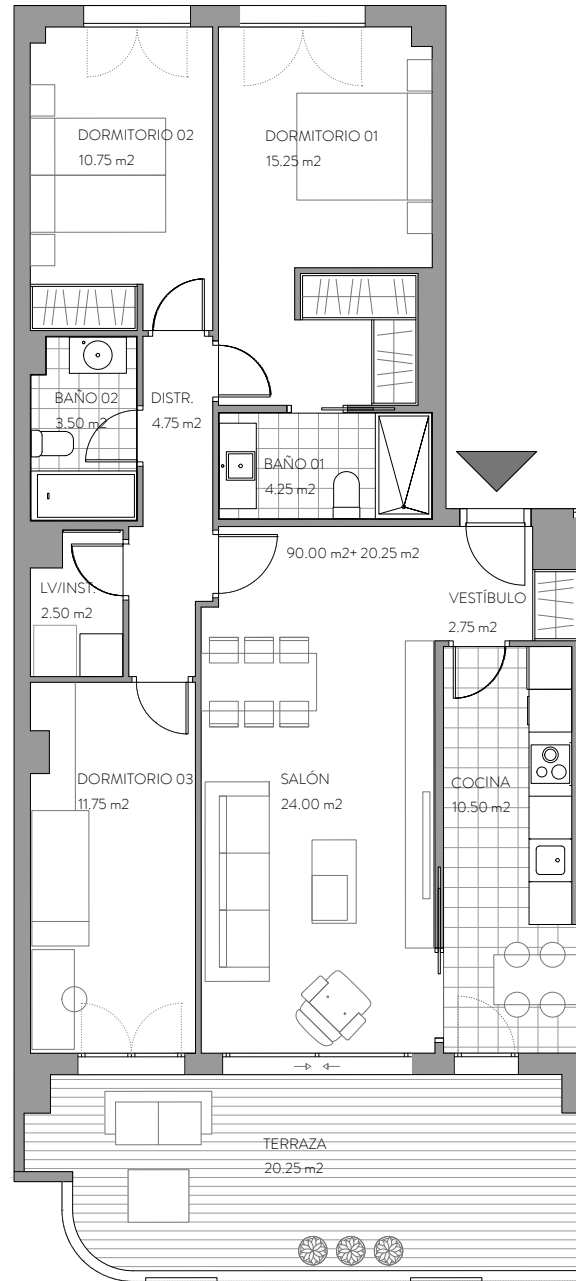 DORMITORIO 02
10.75 m2
DORMITORIO 01
15.25 m2
BAÑO 02
3.50 m2
DISTR.
4.75 m2
BAÑO 01
4.25 m2
90.00 m2+ 20.25 m2
LV/INST.
2.50 m2
VESTÍBULO
2.75 m2
DORMITORIO 03
11.75 m2
SALÓN
24.00 m2
COCINA
10.50 m2
TERRAZA
20.25 m2